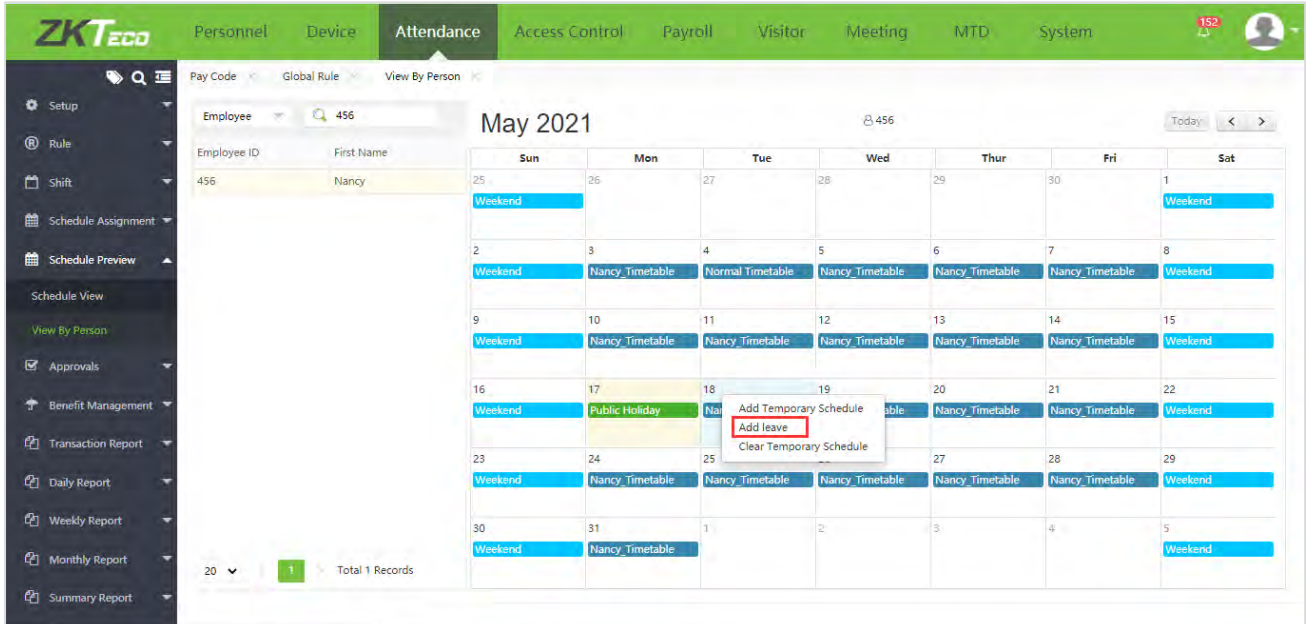 ZKTECO Personnel Device Attendance Access Control Payroll Visitor Meeting MTD System 152
Pay Code Global Rule View By Person
Setup
Rule
Shift
Schedule Assignment
Schedule Preview
Schedule View
View By Person
Approvals
Benefit Management
Transaction Report
Daily Report
Weekly Report
Monthly Report
Summary Report
Employee 456
Employee ID First Name
456 Nancy
20 1 Total 1 Records
May 2021 456 Today < >
Sun Mon Tue Wed Thur Fri Sat
25 26 27 28 29 30 1
Weekend Weekend
2 3 4 5 6 7 8
Weekend Nancy_Timetable Normal Timetable Nancy_Timetable Nancy_Timetable Nancy_Timetable Weekend
9 10 11 12 13 14 15
Weekend Nancy_Timetable Nancy_Timetable Nancy_Timetable Nancy_Timetable Nancy_Timetable Weekend
16 17 18 19 20 21 22
Weekend Public Holiday Nan able Nancy_Timetable Nancy_Timetable Weekend
Add Temporary Schedule
Add leave
Clear Temporary Schedule
23 24 25 27 28 29
Weekend Nancy_Timetable Nancy_Timetable Nancy_Timetable Nancy_Timetable Nancy_Timetable Weekend
30 31 1 2 3 4 5
Weekend Nancy_Timetable Weekend